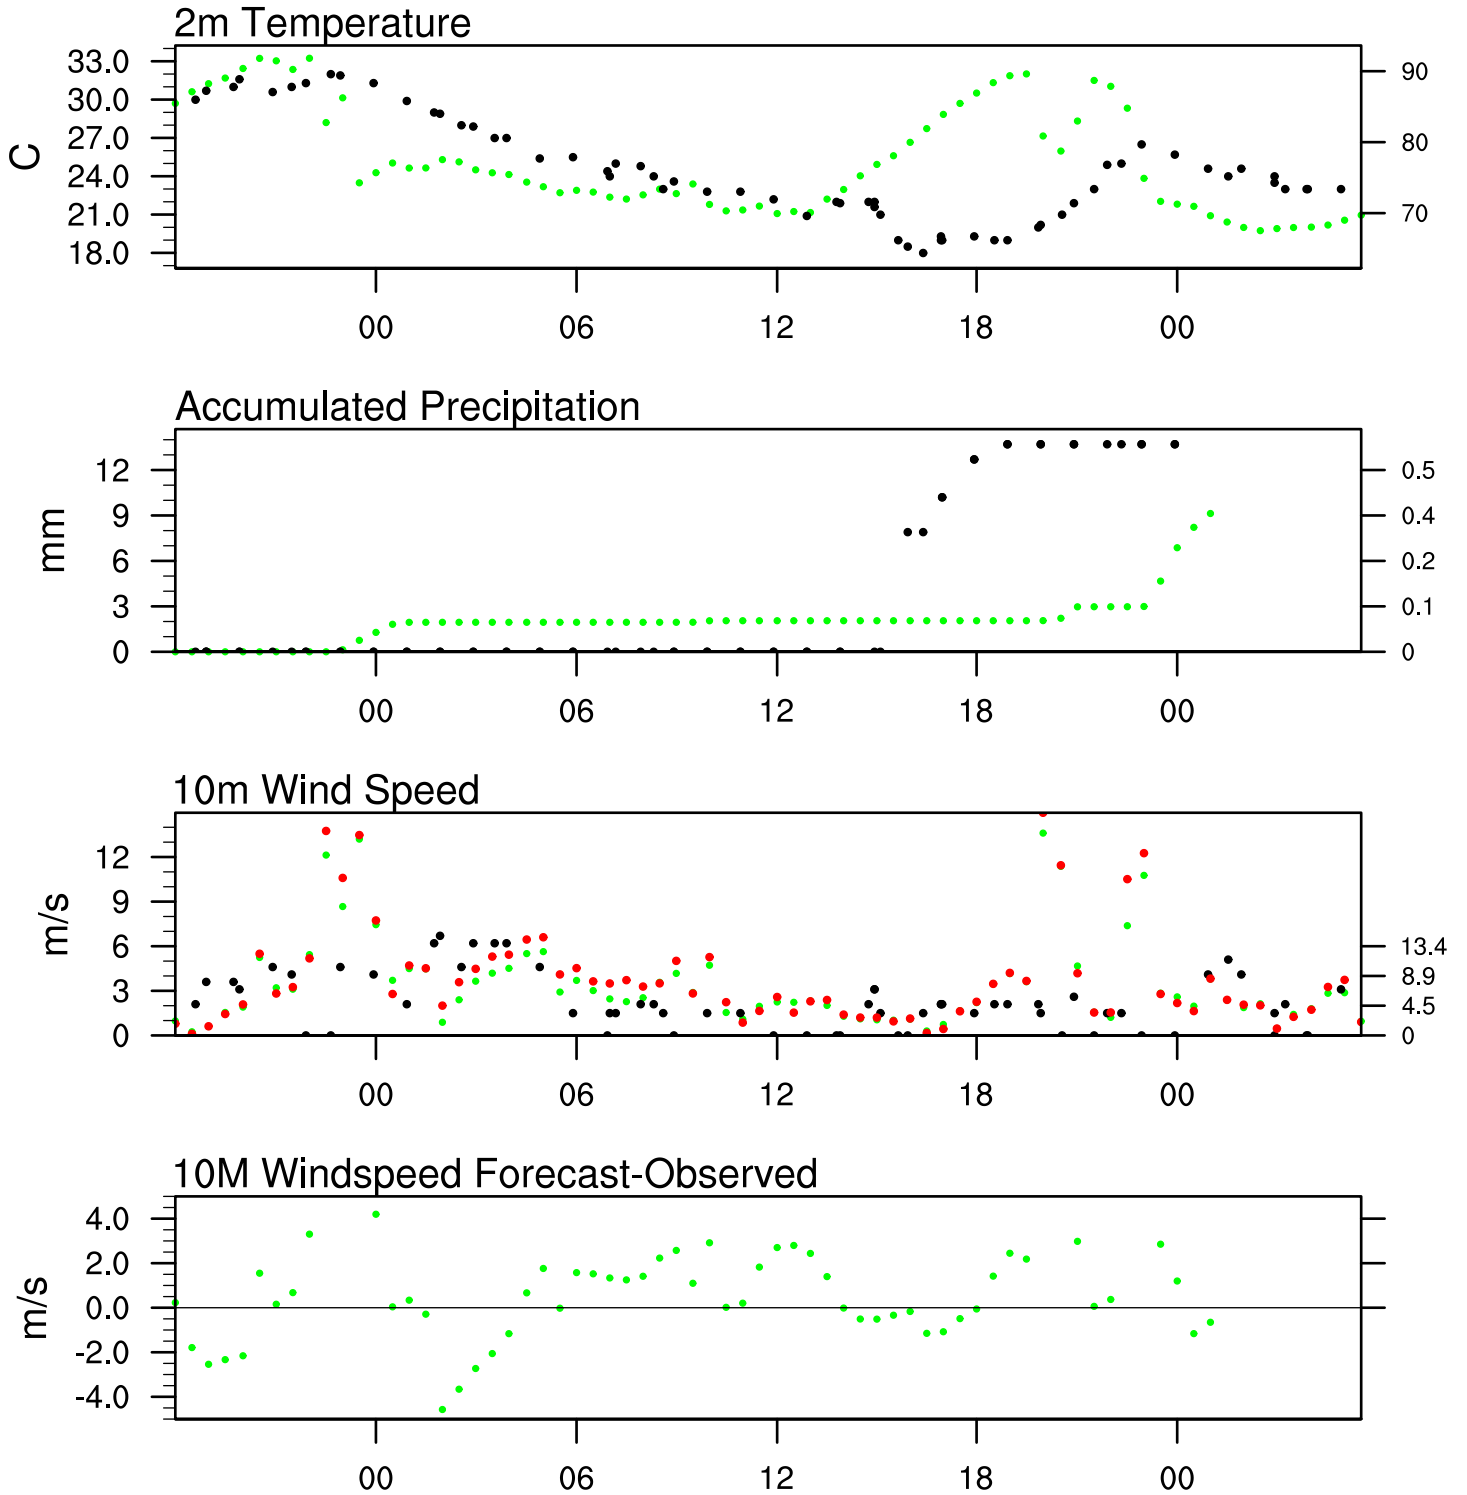 2m Temperature
33.0
30.0
27.0
24.0
21.0
18.0
C
90
80
70
00 06 12 18 00
Accumulated Precipitation
12
9
6
3
0
mm
0.5
0.4
0.2
0.1
0
00 06 12 18 00
10m Wind Speed
12
9
6
3
0
m/s
13.4
8.9
4.5
0
00 06 12 18 00
10M Windspeed Forecast-Observed
4.0
2.0
0.0
-2.0
-4.0
m/s
00 06 12 18 00